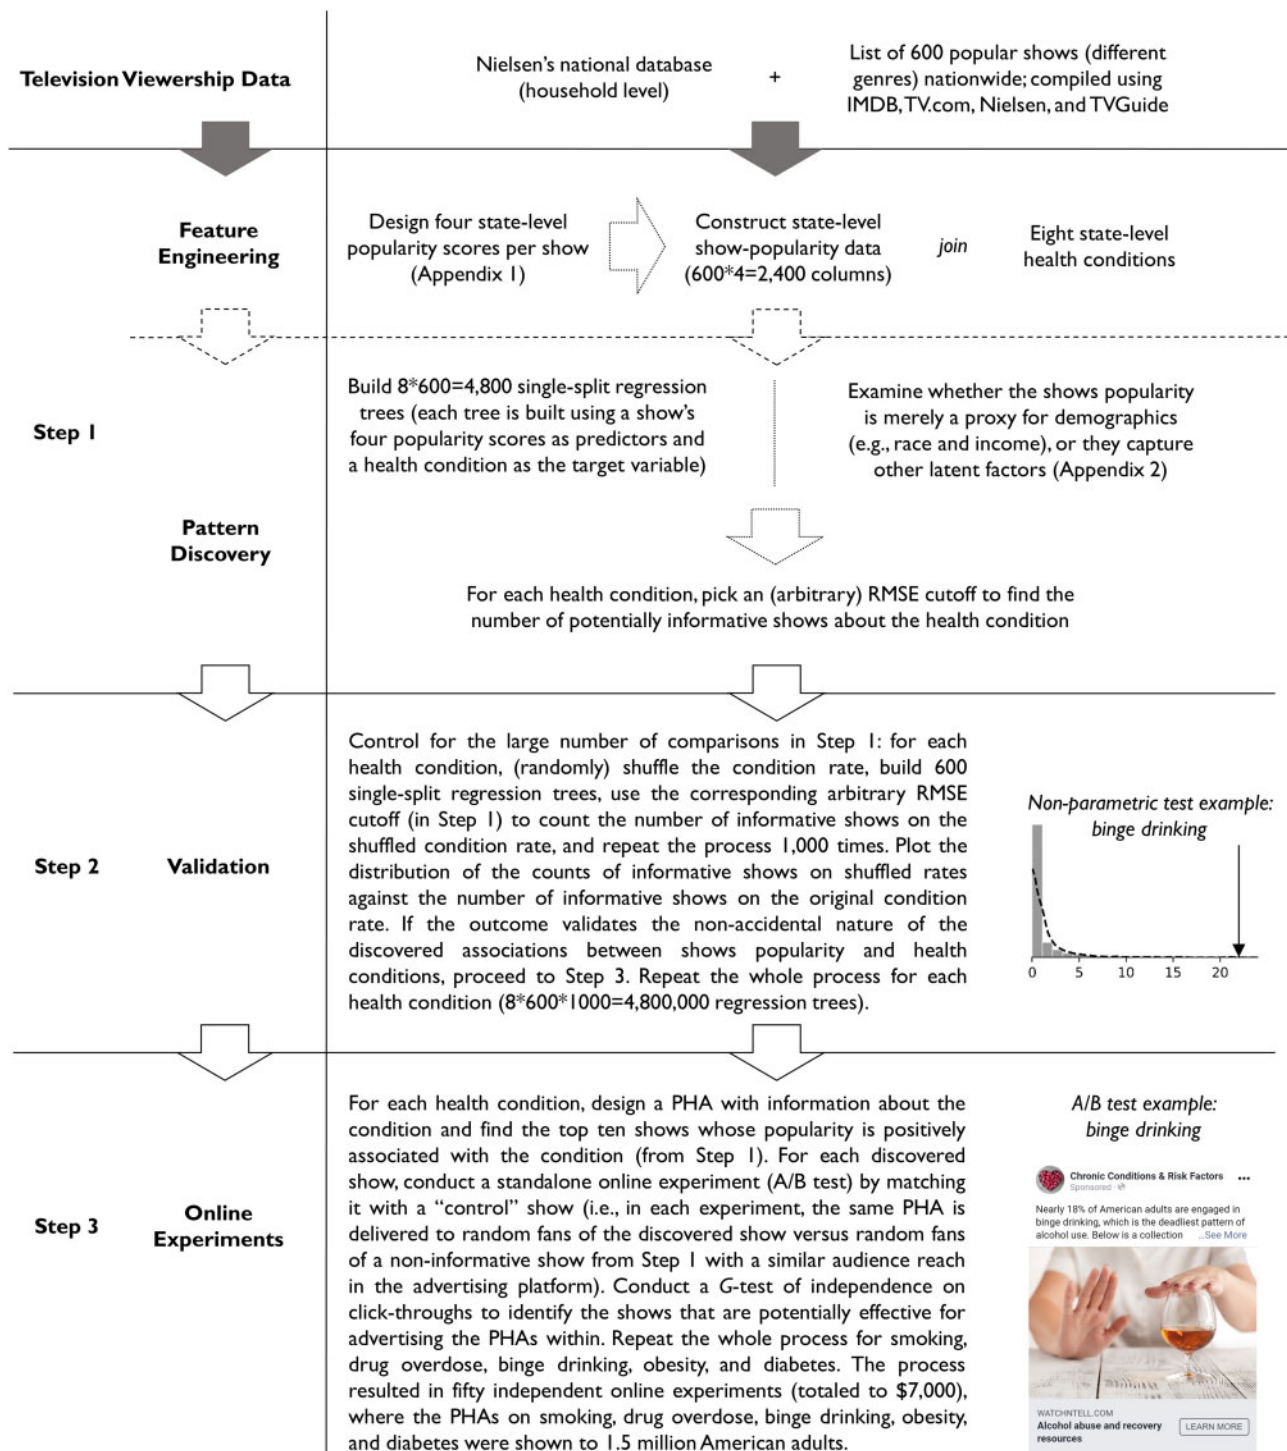 Television Viewership Data
Nielsen's national database
(household level)
+
List of 600 popular shows (different
genres) nationwide; compiled using
IMDB, TV.com, Nielsen, and TVGuide
Feature
Engineering
Design four state-level
popularity scores per show
(Appendix 1)
Construct state-level
show-popularity data
(600*4=2,400 columns)
join
Eight state-level
health conditions
Step 1
Pattern
Discovery
Build 8*600=4,800 single-split regression
trees (each tree is built using a show's
four popularity scores as predictors and
a health condition as the target variable)
Examine whether the shows popularity
is merely a proxy for demographics
(e.g., race and income), or they capture
other latent factors (Appendix 2)
For each health condition, pick an (arbitrary) RMSE cutoff to find the
number of potentially informative shows about the health condition
Step 2
Validation
Control for the large number of comparisons in Step 1: for each
health condition, (randomly) shuffle the condition rate, build 600
single-split regression trees, use the corresponding arbitrary RMSE
cutoff (in Step 1) to count the number of informative shows on the
shuffled condition rate, and repeat the process 1,000 times. Plot the
distribution of the counts of informative shows on shuffled rates
against the number of informative shows on the original condition
rate. If the outcome validates the non-accidental nature of the
discovered associations between shows popularity and health
conditions, proceed to Step 3. Repeat the whole process for each
health condition (8*600*1000=4,800,000 regression trees).
Non-parametric test example:
binge drinking
0 5 10 15 20
Step 3
Online
Experiments
For each health condition, design a PHA with information about the
condition and find the top ten shows whose popularity is positively
associated with the condition (from Step 1). For each discovered
show, conduct a standalone online experiment (A/B test) by matching
it with a "control" show (i.e., in each experiment, the same PHA is
delivered to random fans of the discovered show versus random fans
of a non-informative show from Step 1 with a similar audience reach
in the advertising platform). Conduct a G-test of independence on
click-throughs to identify the shows that are potentially effective for
advertising the PHAs within. Repeat the whole process for smoking,
drug overdose, binge drinking, obesity, and diabetes. The process
resulted in fifty independent online experiments (totaled to $7,000),
where the PHAs on smoking, drug overdose, binge drinking, obesity,
and diabetes were shown to 1.5 million American adults.
A/B test example:
binge drinking
Chronic Conditions & Risk Factors ...
Sponsored ·
Nearly 18% of American adults are engaged in
binge drinking, which is the deadliest pattern of
alcohol use. Below is a collection ...See More
WATCHNTELL.COM
Alcohol abuse and recovery
resources
LEARN MORE